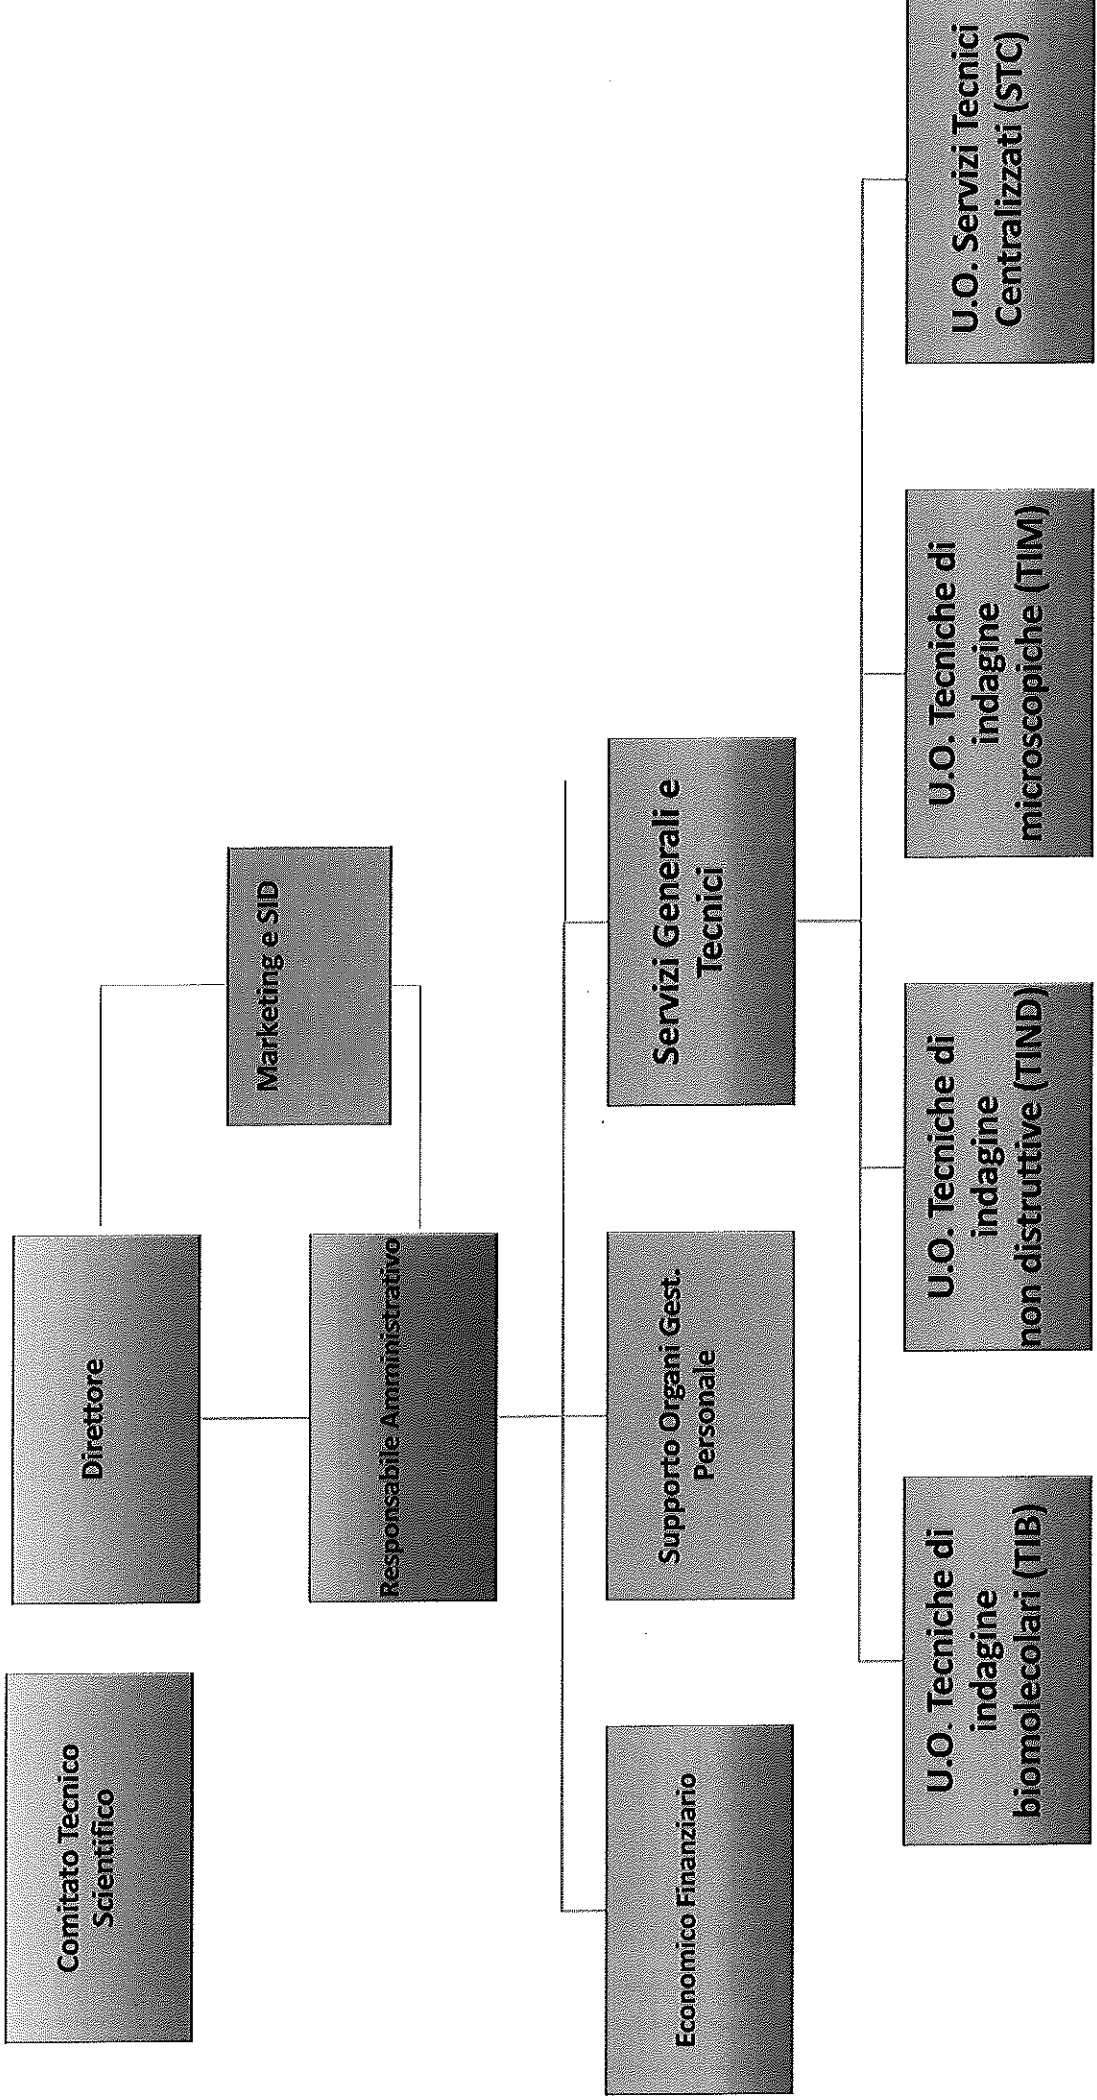 Comitato Tecnico
Scientifico
Direttore
Marketing e SID
Responsabile Amministrativo
Economico Finanziario
Supporto Organi Gest.
Personale
Servizi Generali e
Tecnici
U.O. Tecniche di
indagine
biomolecolari (TIB)
U.O. Tecniche di
indagine
non distruttive (TIND)
U.O. Tecniche di
indagine
microscopiche (TIM)
U.O. Servizi Tecnici
Centralizzati (STC)